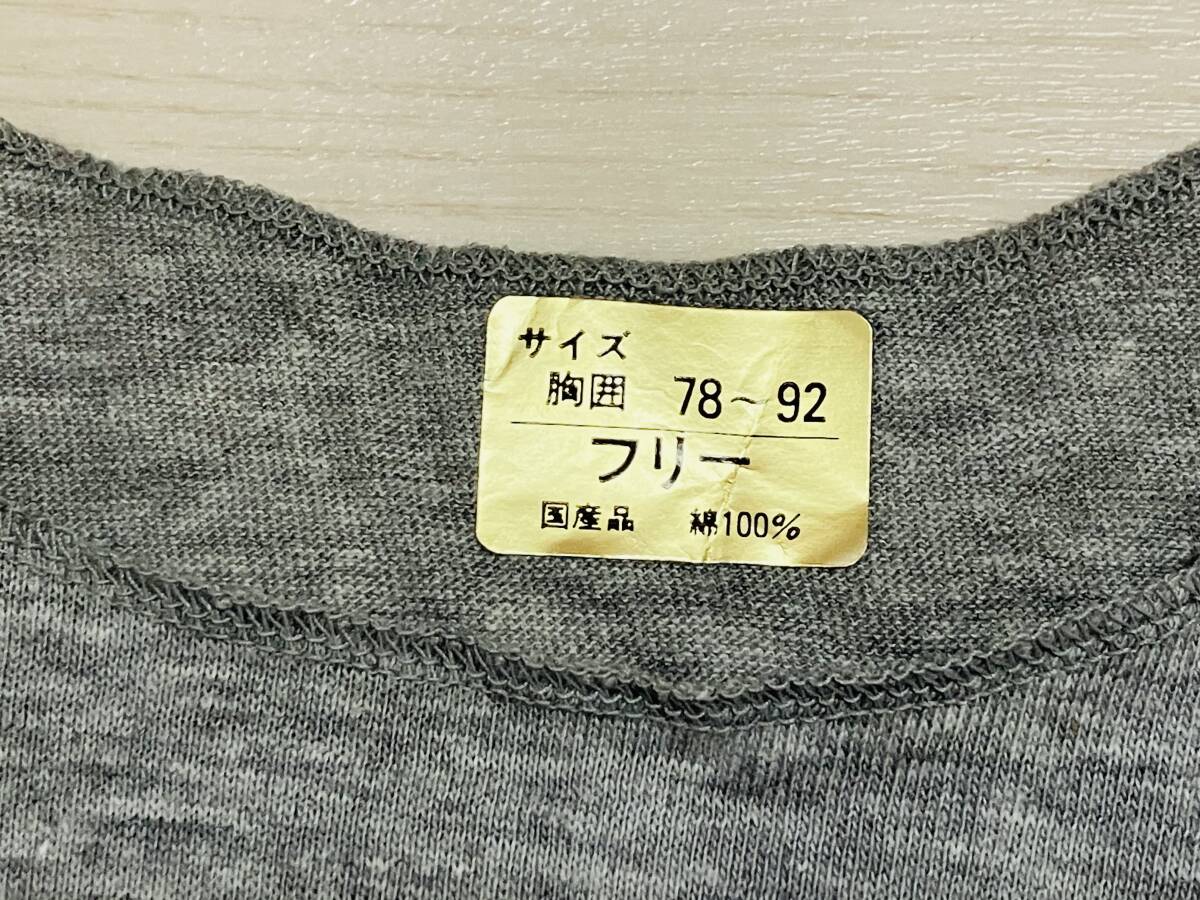 サイズ
胸囲 78～92
フリー
国産品 綿100%